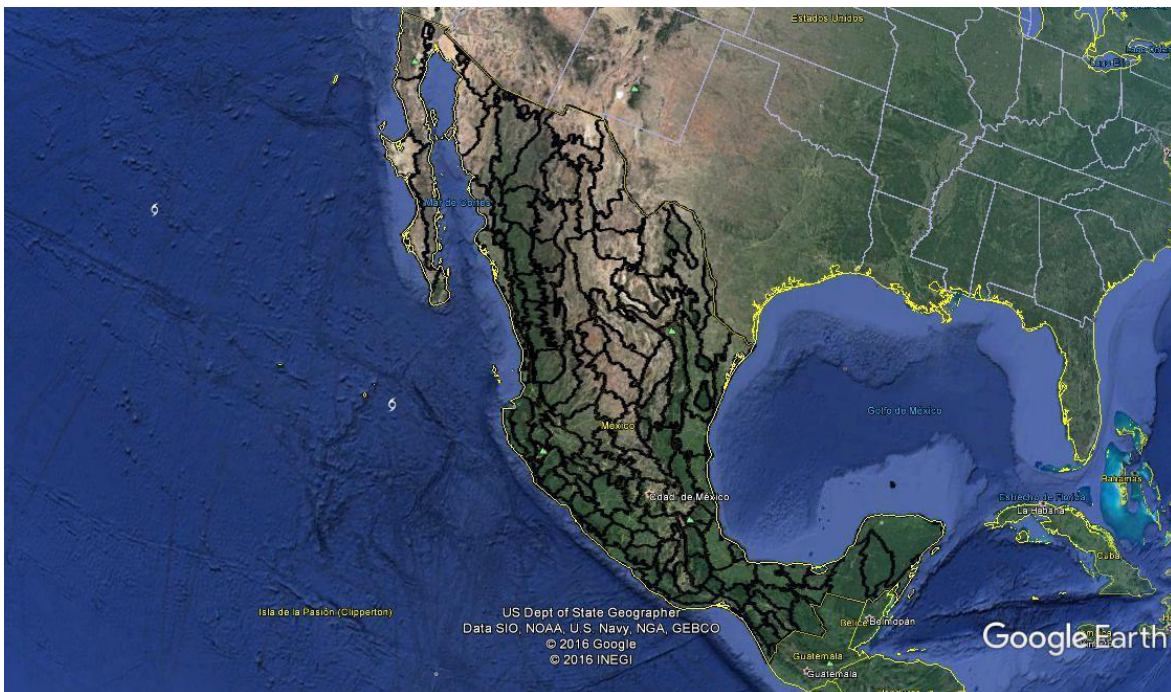 Estados Unidos
Mar de Cortés
Golfo de México
México
Cdad. de México
Bahamas
Estrecho de Florida
La Habana
Cuba
Isla de la Pasión (Clipperton)
US Dept of State Geographer
Data SIO, NOAA, U.S. Navy, NGA, GEBCO
© 2016 Google
© 2016 INEGI
Belice
Belmopán
Google Earth
Guatemala
Guatemala